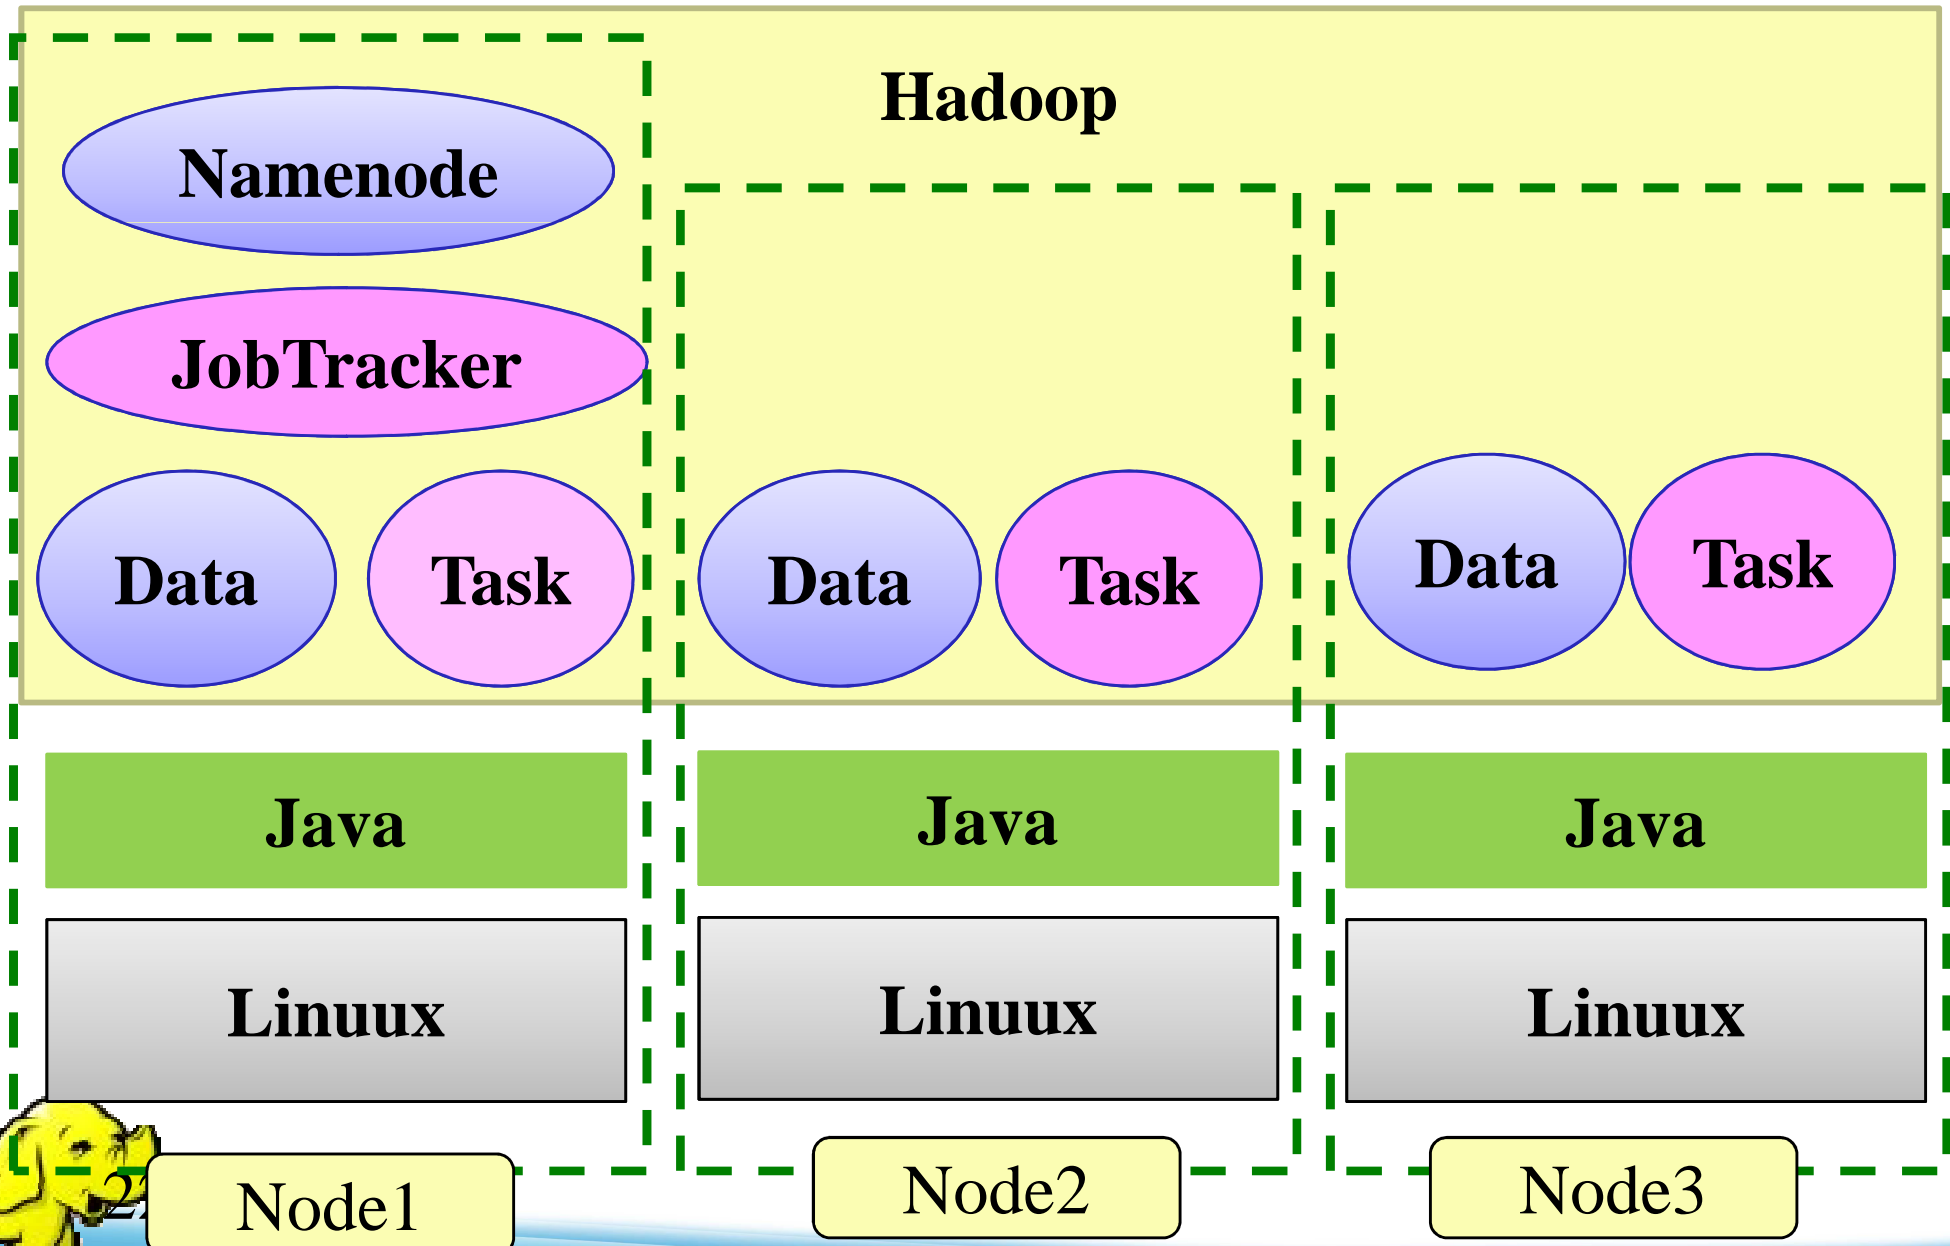 Hadoop
Namenode
JobTracker
Data Task Data Task Data Task
Java Java Java
Linuux Linuux Linuux
Node1 Node2 Node3